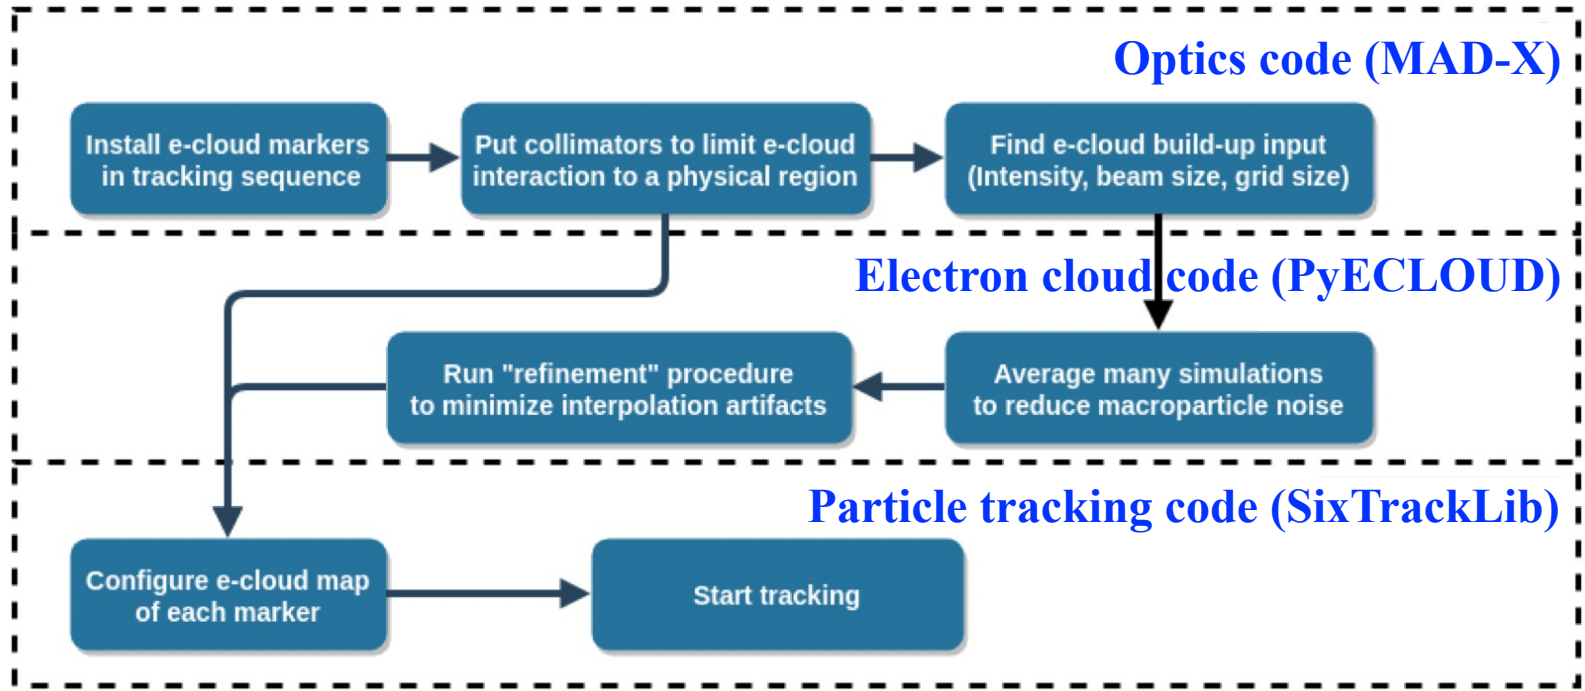 Optics code (MAD-X)
Install e-cloud markers
in tracking sequence
Put collimators to limit e-cloud
interaction to a physical region
Find e-cloud build-up input
(Intensity, beam size, grid size)
Electron cloud code (PyECLOUD)
Run "refinement" procedure
to minimize interpolation artifacts
Average many simulations
to reduce macroparticle noise
Particle tracking code (SixTrackLib)
Configure e-cloud map
of each marker
Start tracking